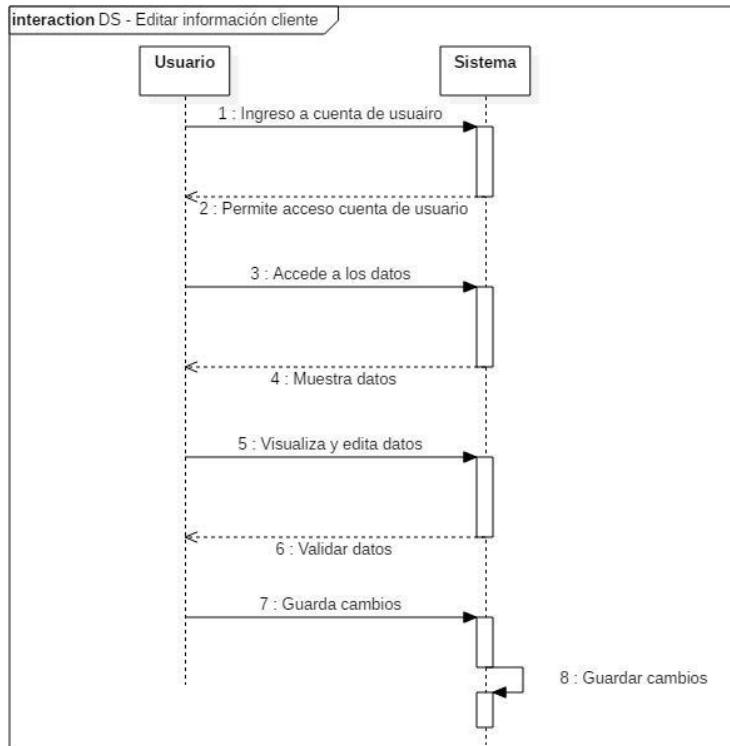 interaction DS - Editar información cliente
Usuario
Sistema
1 : Ingreso a cuenta de usuairo
2 : Permite acceso cuenta de usuario
3 : Accede a los datos
4 : Muestra datos
5 : Visualiza y edita datos
6 : Validar datos
7 : Guarda cambios
8 : Guardar cambios